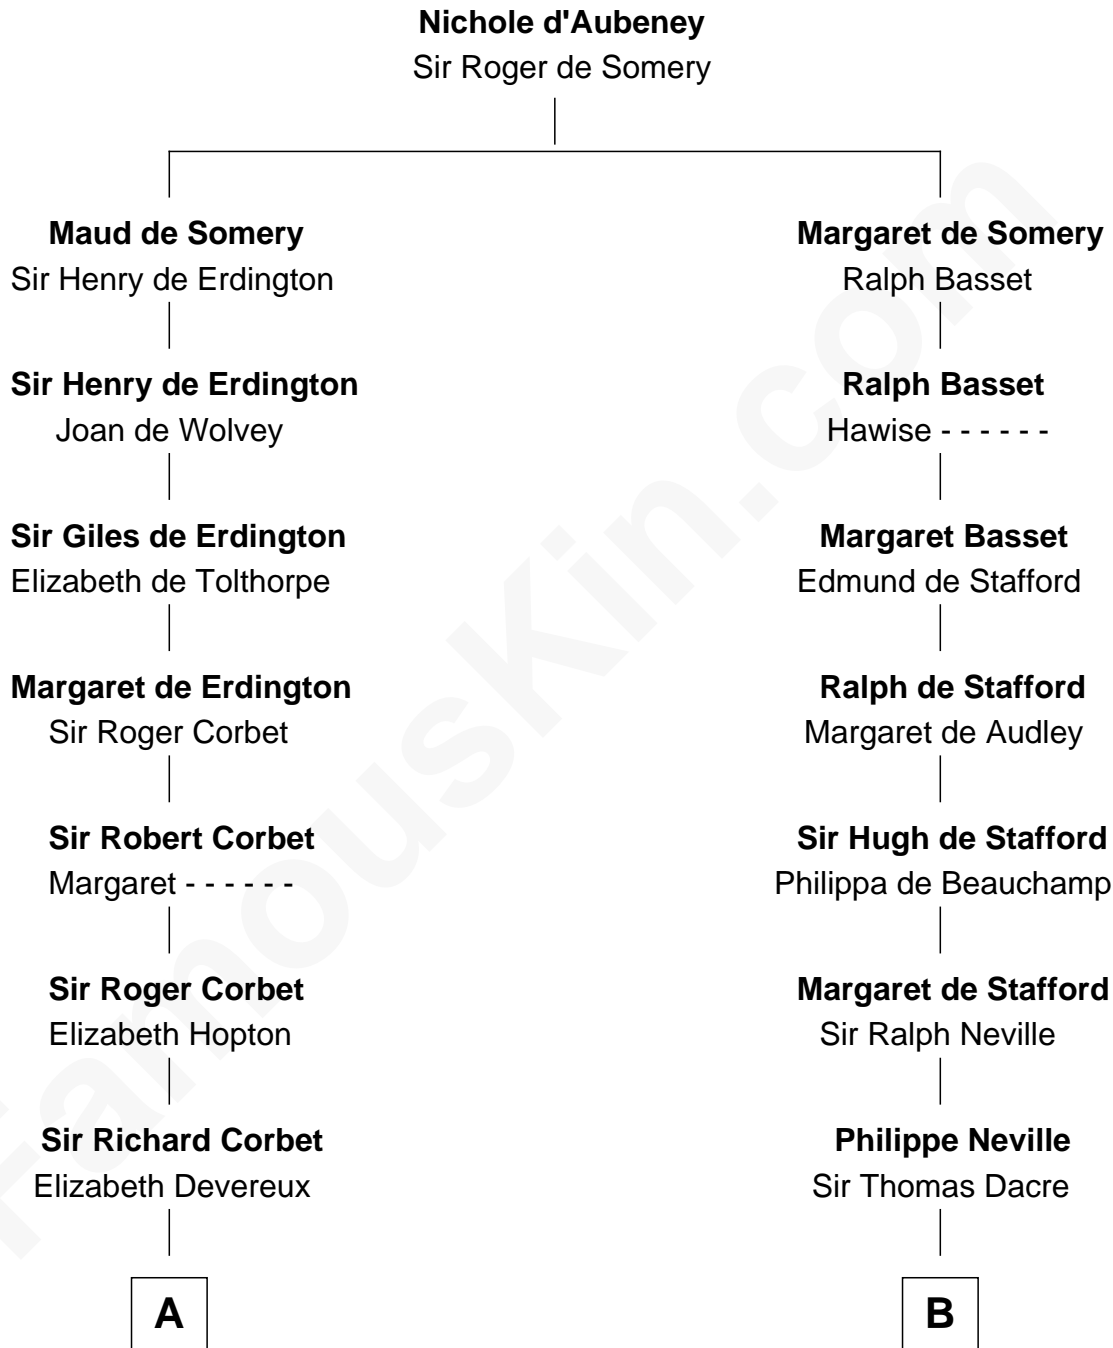 Nichole d'Aubeney
Sir Roger de Somery
Maud de Somery
Sir Henry de Erdington
Sir Henry de Erdington
Joan de Wolvey
Sir Giles de Erdington
Elizabeth de Tolthorpe
Margaret de Erdington
Sir Roger Corbet
Sir Robert Corbet
Margaret - - - - - -
Sir Roger Corbet
Elizabeth Hopton
Sir Richard Corbet
Elizabeth Devereux
A
Margaret de Somery
Ralph Basset
Ralph Basset
Hawise - - - - - -
Margaret Basset
Edmund de Stafford
Ralph de Stafford
Margaret de Audley
Sir Hugh de Stafford
Philippa de Beauchamp
Margaret de Stafford
Sir Ralph Neville
Philippe Neville
Sir Thomas Dacre
B
FamousKin.com